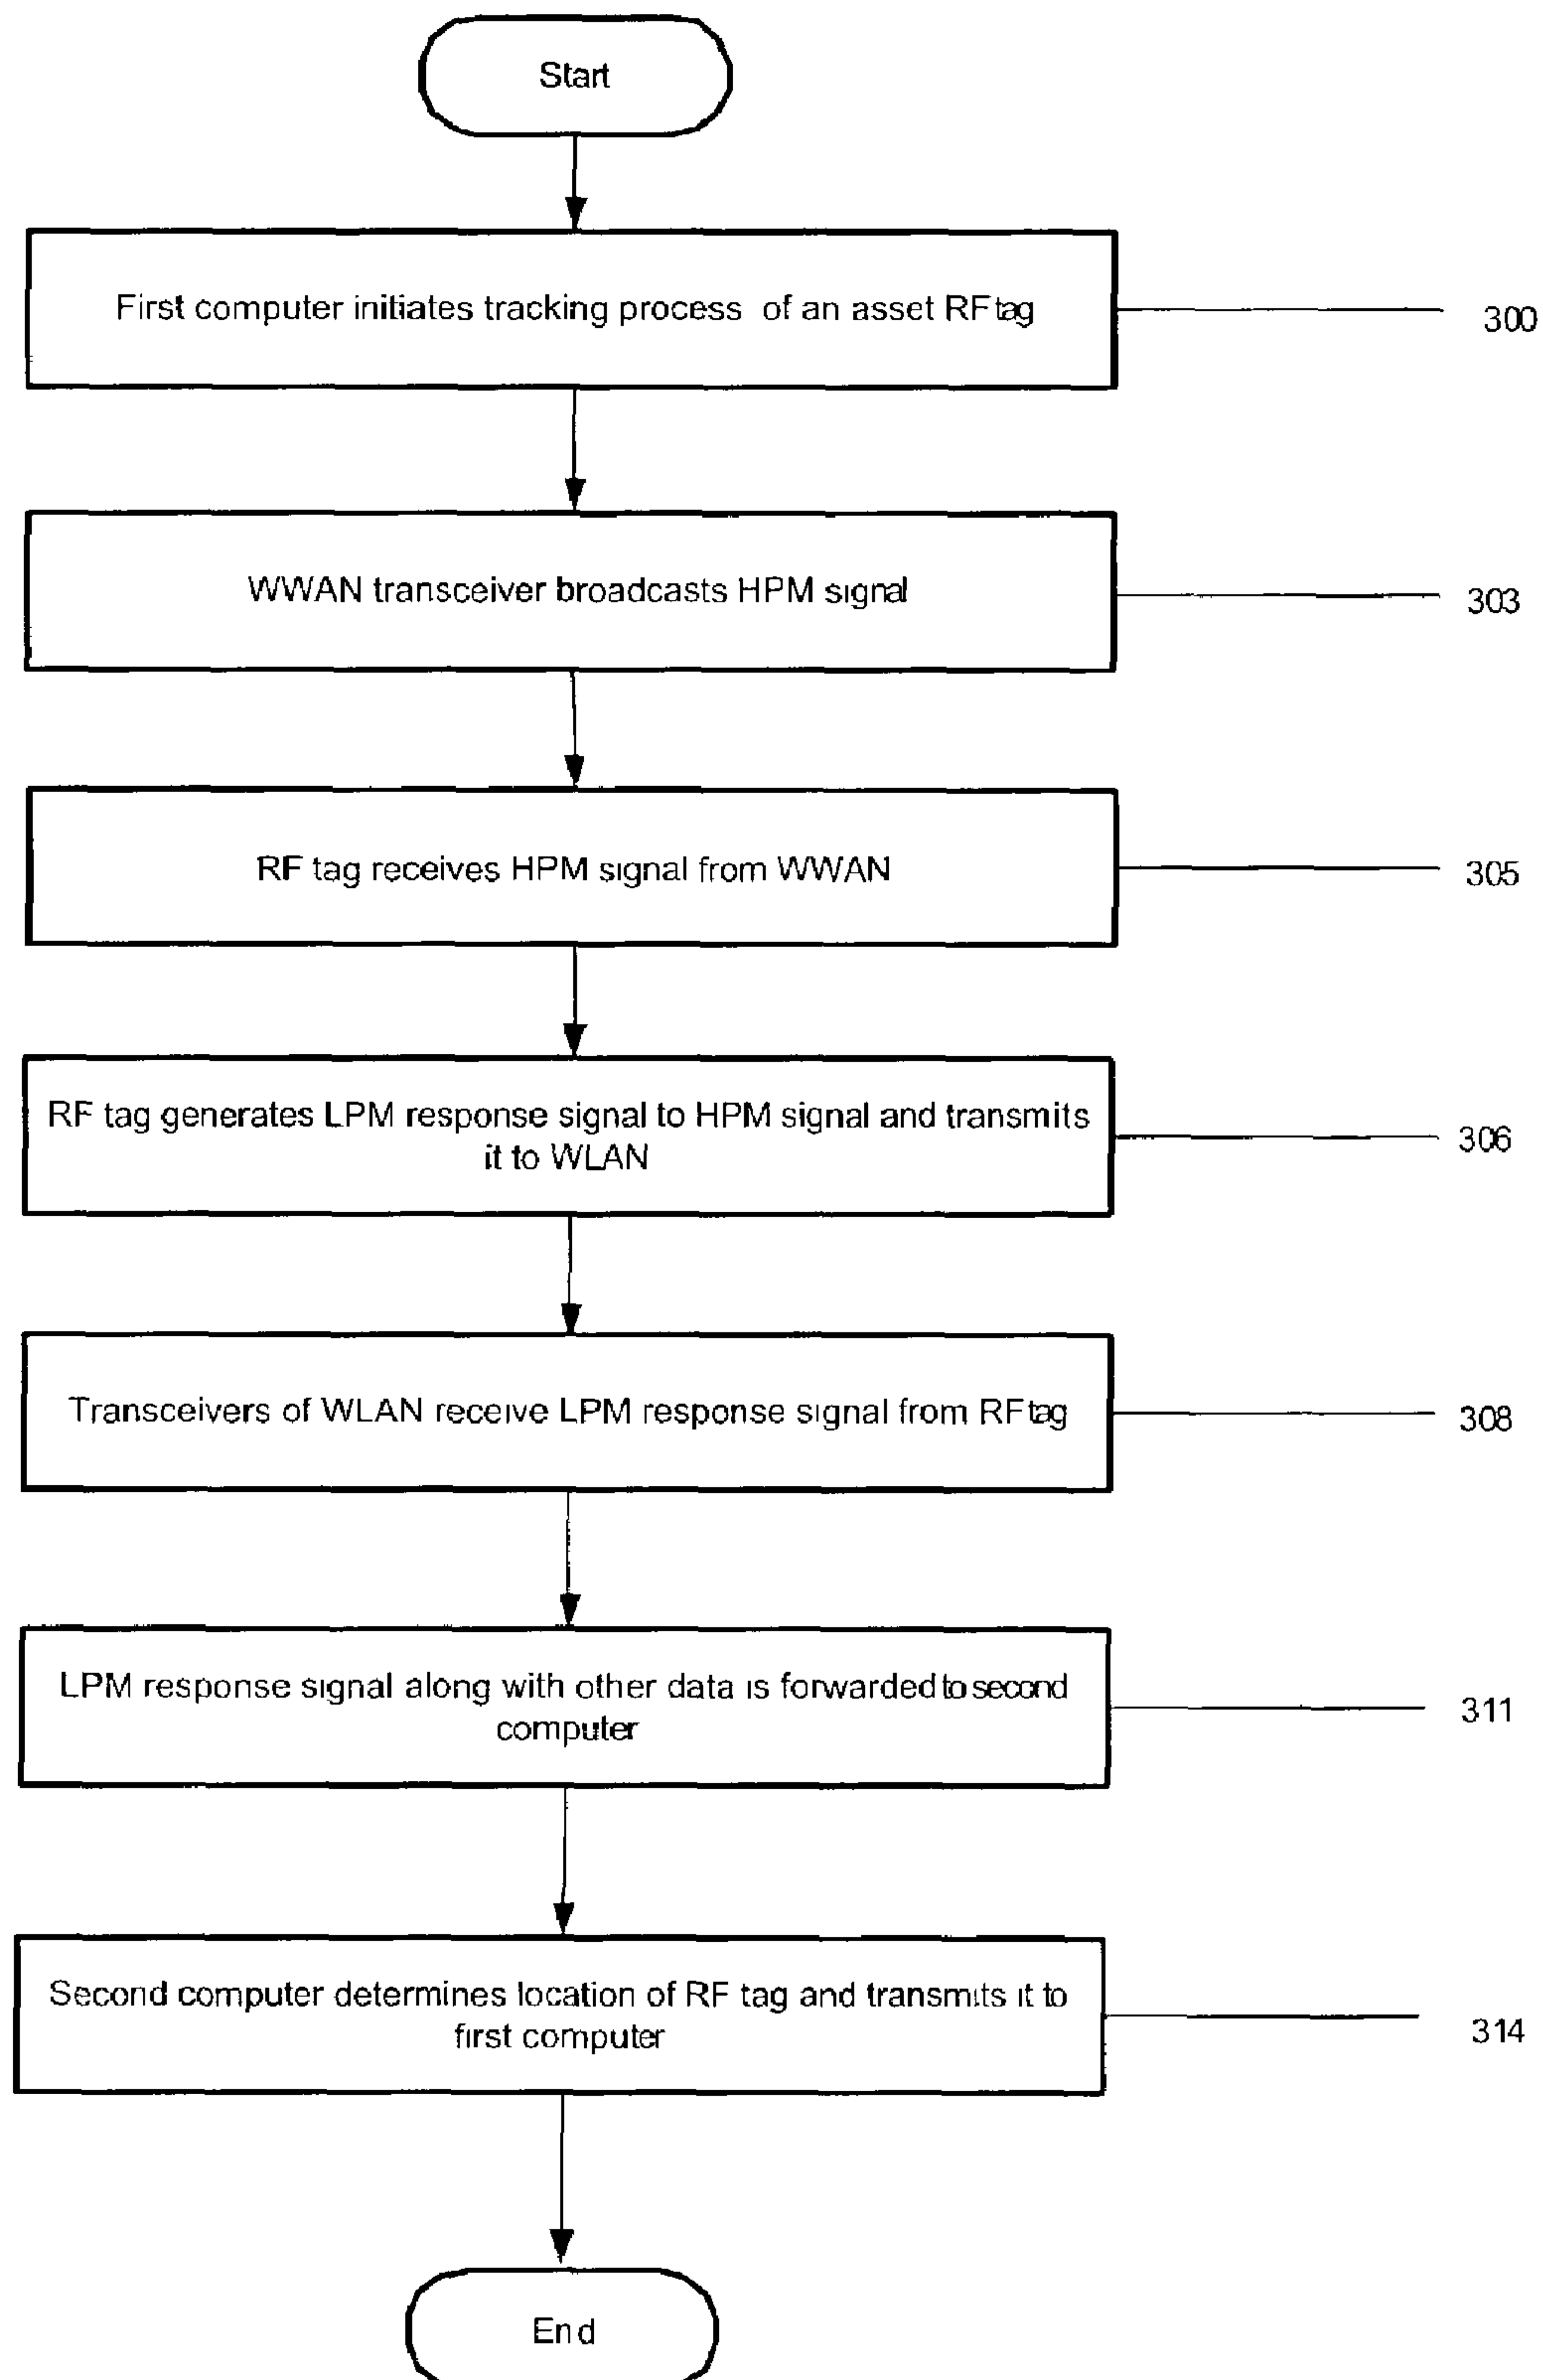 Start
First computer initiates tracking process of an asset RF tag
300
WWAN transceiver broadcasts HPM signal
303
RF tag receives HPM signal from WWAN
305
RF tag generates LPM response signal to HPM signal and transmits
it to WLAN
306
Transceivers of WLAN receive LPM response signal from RF tag
308
LPM response signal along with other data is forwarded to second
computer
311
Second computer determines location of RF tag and transmits it to
first computer
314
End